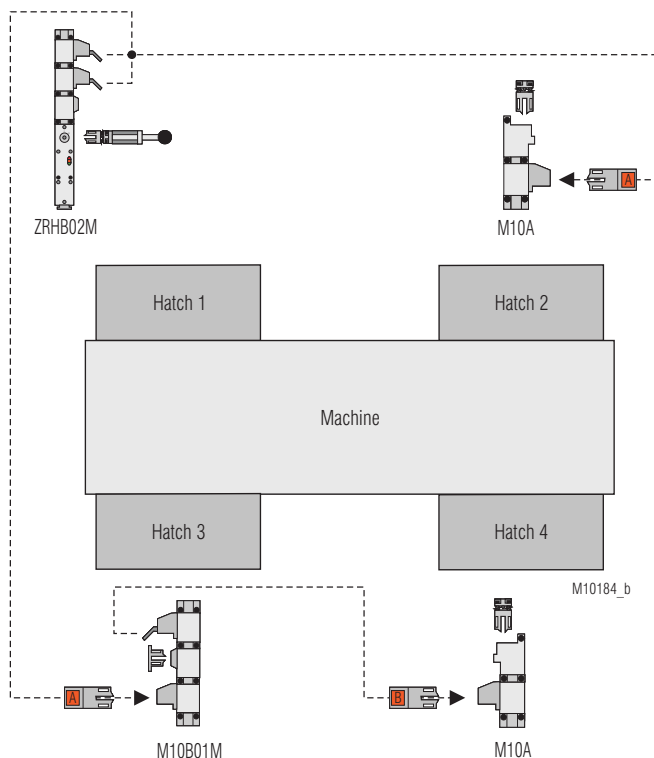 ZRHB02M
M10A
A
Hatch 1
Hatch 2
Machine
Hatch 3
Hatch 4
M10184_b
A
B
M10B01M
M10A